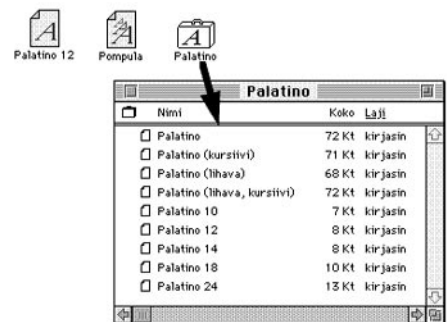 Palatino 12 Pompula Palatino
Palatino
Nimi Koko Laji
Palatino 72 Kt kirjasin
Palatino (kursiivi) 71 Kt kirjasin
Palatino (lihava) 68 Kt kirjasin
Palatino (lihava, kursiivi) 72 Kt kirjasin
Palatino 10 7 Kt kirjasin
Palatino 12 8 Kt kirjasin
Palatino 14 8 Kt kirjasin
Palatino 18 10 Kt kirjasin
Palatino 24 13 Kt kirjasin